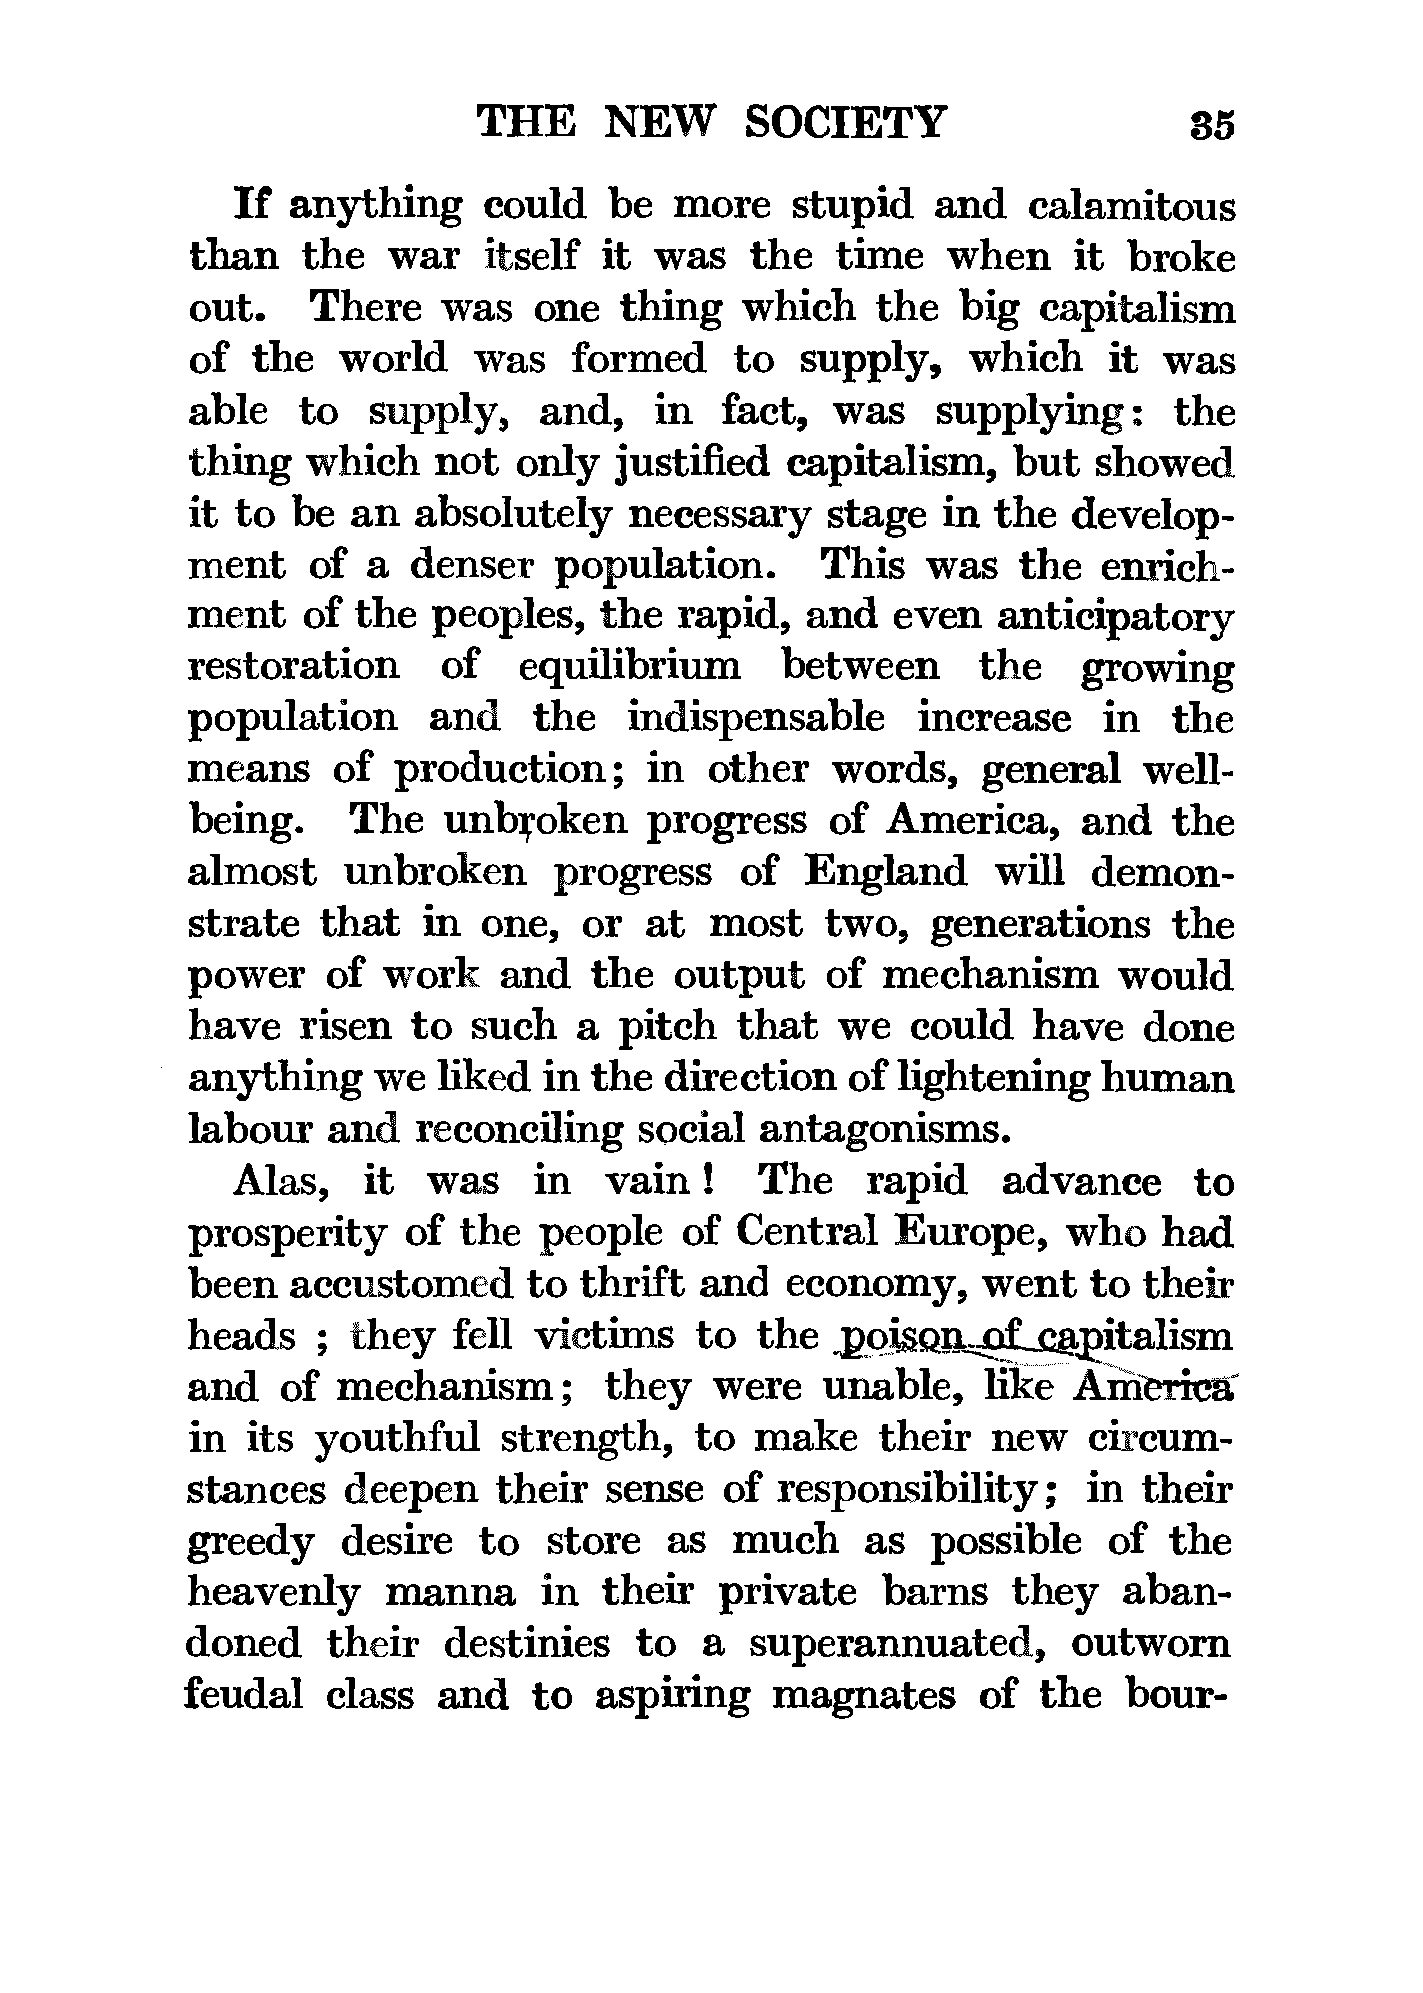 THE NEW SOCIETY 35
If anything could be more stupid and calamitous
than the war itself it was the time when it broke
out. There was one thing which the big capitalism
of the world was formed to supply, which it was
able to supply, and, in fact, was supplying: the
thing which not only justified capitalism, but showed
it to be an absolutely necessary stage in the develop-
ment of a denser population. This was the enrich-
ment of the peoples, the rapid, and even anticipatory
restoration of equilibrium between the growing
population and the indispensable increase in the
means of production; in other words, general well-
being. The unbroken progress of America, and the
almost unbroken progress of England will demon-
strate that in one, or at most two, generations the
power of work and the output of mechanism would
have risen to such a pitch that we could have done
anything we liked in the direction of lightening human
labour and reconciling social antagonisms.
Alas, it was in vain! The rapid advance to
prosperity of the people of Central Europe, who had
been accustomed to thrift and economy, went to their
heads ; they fell victims to the poison of capitalism
and of mechanism; they were unable, like America
in its youthful strength, to make their new circum-
stances deepen their sense of responsibility; in their
greedy desire to store as much as possible of the
heavenly manna in their private barns they aban-
doned their destinies to a superannuated, outworn
feudal class and to aspiring magnates of the bour-